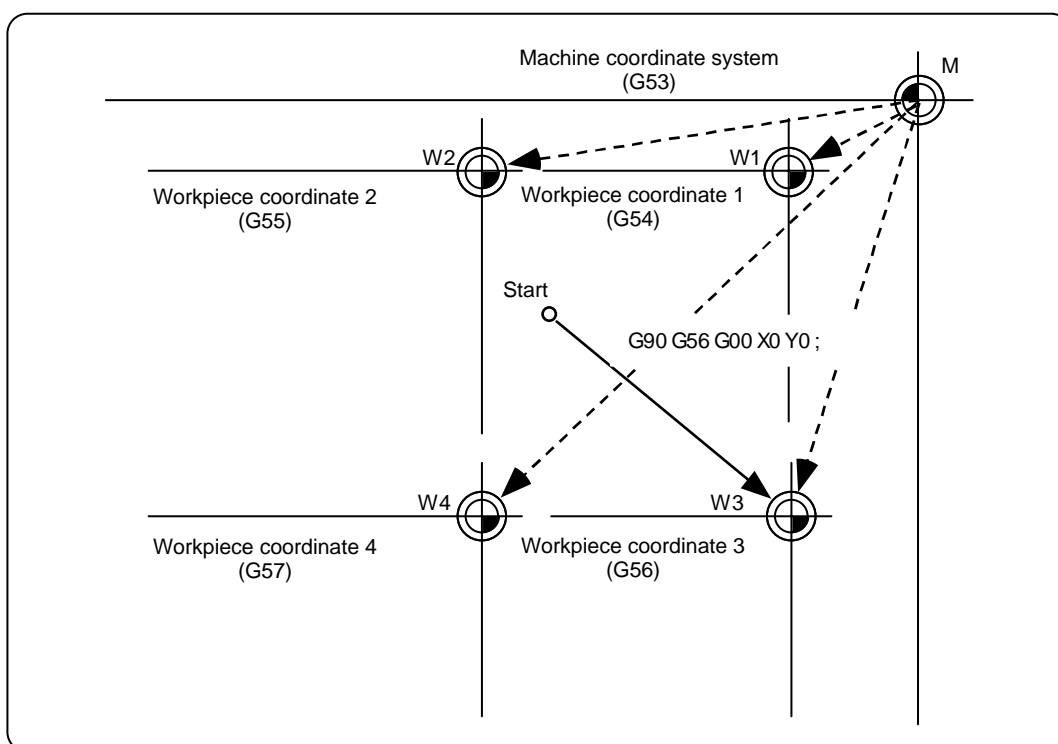 Machine coordinate system
(G53)
M
W2
W1
Workpiece coordinate 2
(G55)
Workpiece coordinate 1
(G54)
Start
G90 G56 G00 X0 Y0 ;
W4
W3
Workpiece coordinate 4
(G57)
Workpiece coordinate 3
(G56)